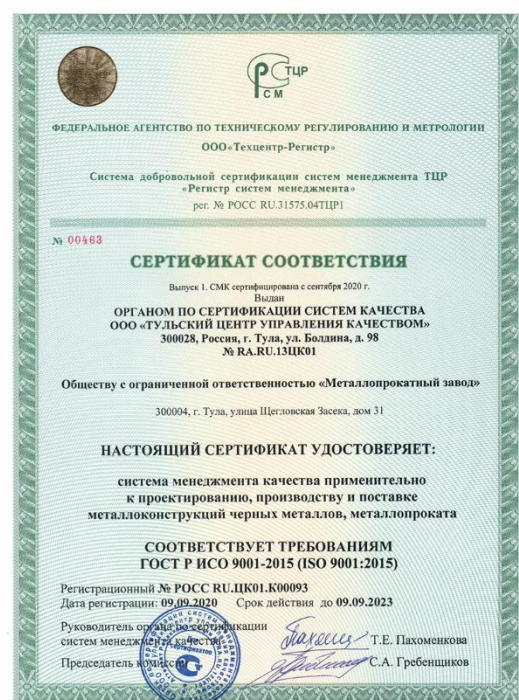 ТЦР
Р
С М
ФЕДЕРАЛЬНОЕ АГЕНТСТВО ПО ТЕХНИЧЕСКОМУ РЕГУЛИРОВАНИЮ И МЕТРОЛОГИИ
ООО«Техцентр-Регистр»
Система добровольной сертификации систем менеджмента ТЦР
«Регистр систем менеджмента»
рег. № РОСС RU.31575.04ТЦР1
№ 00463
СЕРТИФИКАТ СООТВЕТСТВИЯ
Выпуск 1. СМК сертифицирована с сентября 2020 г.
Выдан
ОРГАНОМ ПО СЕРТИФИКАЦИИ СИСТЕМ КАЧЕСТВА
ООО «ТУЛЬСКИЙ ЦЕНТР УПРАВЛЕНИЯ КАЧЕСТВОМ»
300028, Россия, г. Тула, ул. Болдина, д. 98
№ RA.RU.13ЦК01
Обществу с ограниченной ответственностью «Металлопрокатный завод»
300004, г. Тула, улица Щегловская Засека, дом 31
НАСТОЯЩИЙ СЕРТИФИКАТ УДОСТОВЕРЯЕТ:
система менеджмента качества применительно
к проектированию, производству и поставке
металлоконструкций черных металлов, металлопроката
СООТВЕТСТВУЕТ ТРЕБОВАНИЯМ
ГОСТ Р ИСО 9001-2015 (ISO 9001:2015)
Регистрационный № РОСС RU.ЦК01.К00093
Дата регистрации: 09.09.2020 Срок действия до 09.09.2023
Руководитель органа по сертификации
систем менеджмента качества Т.Е. Пахоменкова
Председатель комиссии С.А. Гребенщиков